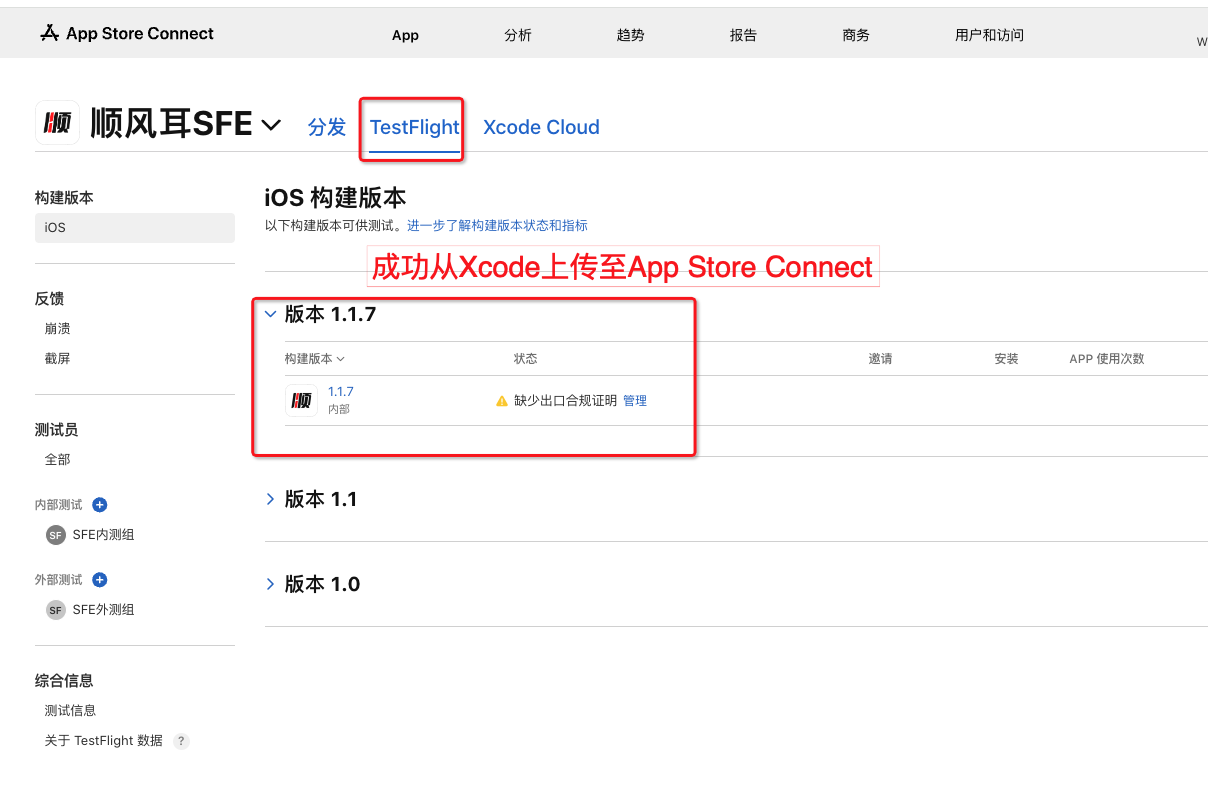 App Store Connect
App 分析 趋势 报告 商务 用户和访问
顺 顺风耳SFE 分发 TestFlight Xcode Cloud
构建版本
iOS
反馈
崩溃
截屏
测试员
全部
内部测试
SF SFE内测组
外部测试
SF SFE外测组
综合信息
测试信息
关于 TestFlight 数据 ?
iOS 构建版本
以下构建版本可供测试。进一步了解构建版本状态和指标
成功从Xcode上传至App Store Connect
版本 1.1.7
构建版本 状态 邀请 安装 APP 使用次数
顺 1.1.7 缺少出口合规证明 管理
内部
版本 1.1
版本 1.0